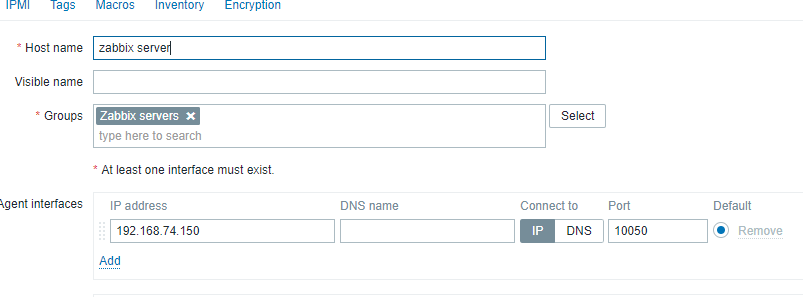 IPMI Tags Macros Inventory Encryption
* Host name zabbix server
Visible name
* Groups Zabbix servers ✖ Select
type here to search
* At least one interface must exist.
Agent interfaces IP address DNS name Connect to Port Default
192.168.74.150 IP DNS 10050 Remove
Add